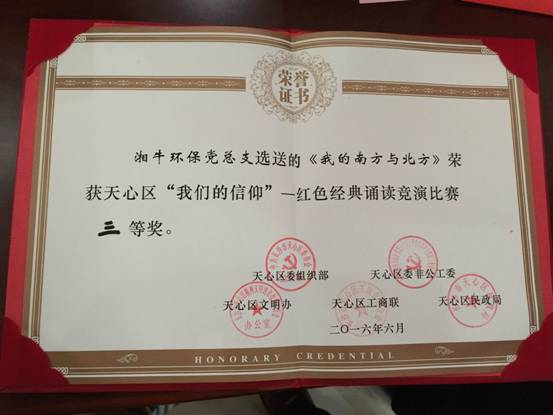 荣誉
证书
湘牛环保党总支选送的《我的南方与北方》荣
获天心区“我们的信仰”—红色经典诵读竞演比赛
三等奖。
天心区委组织部 天心区委非公工委
天心区文明办 天心区工商联 天心区民政局
办公室
二〇一六年六月
HONORARY CREDENTIAL